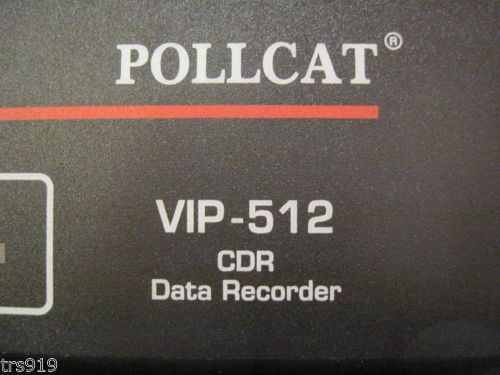 POLLCAT®
VIP-512
CDR
Data Recorder
trs919